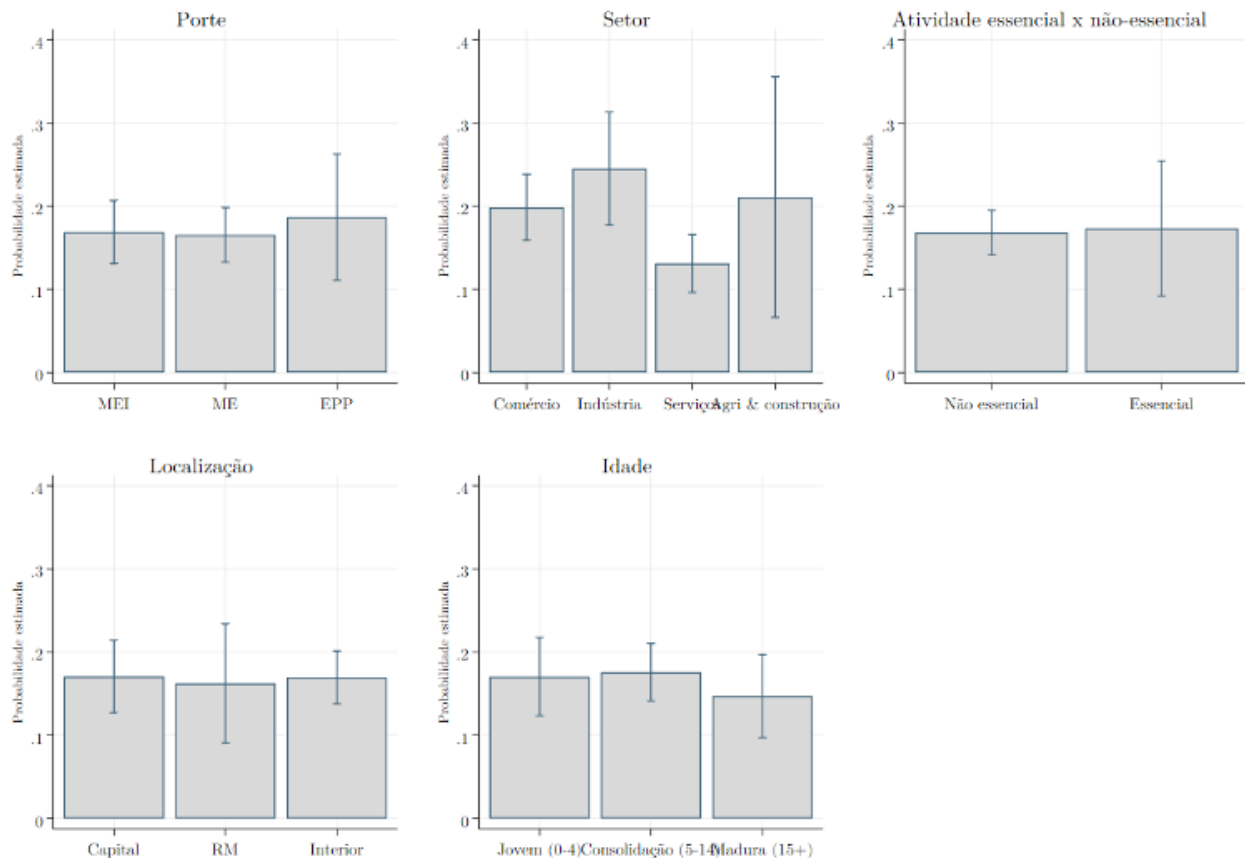 Porte
Probabilidade estimada
.4
.3
.2
.1
0
MEI ME EPP
Setor
Probabilidade estimada
.4
.3
.2
.1
0
Comércio Indústria Serviços Agri & construção
Atividade essencial x não-essencial
Probabilidade estimada
.4
.3
.2
.1
0
Não essencial Essencial
Localização
Probabilidade estimada
.4
.3
.2
.1
0
Capital RM Interior
Idade
Probabilidade estimada
.4
.3
.2
.1
0
Jovem (0-4) Consolidação (5-14) Madura (15+)